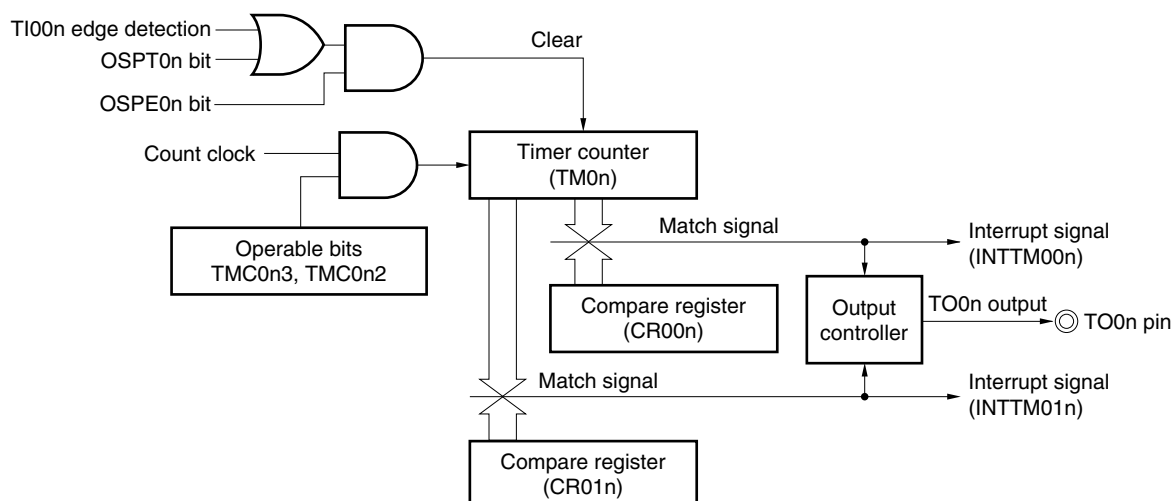 TI00n edge detection
OSPT0n bit
OSPE0n bit
Clear
Count clock
Timer counter
(TM0n)
Operable bits
TMC0n3, TMC0n2
Match signal
Interrupt signal
(INTTM00n)
Compare register
(CR00n)
Output
controller
TO0n output
TO0n pin
Match signal
Interrupt signal
(INTTM01n)
Compare register
(CR01n)